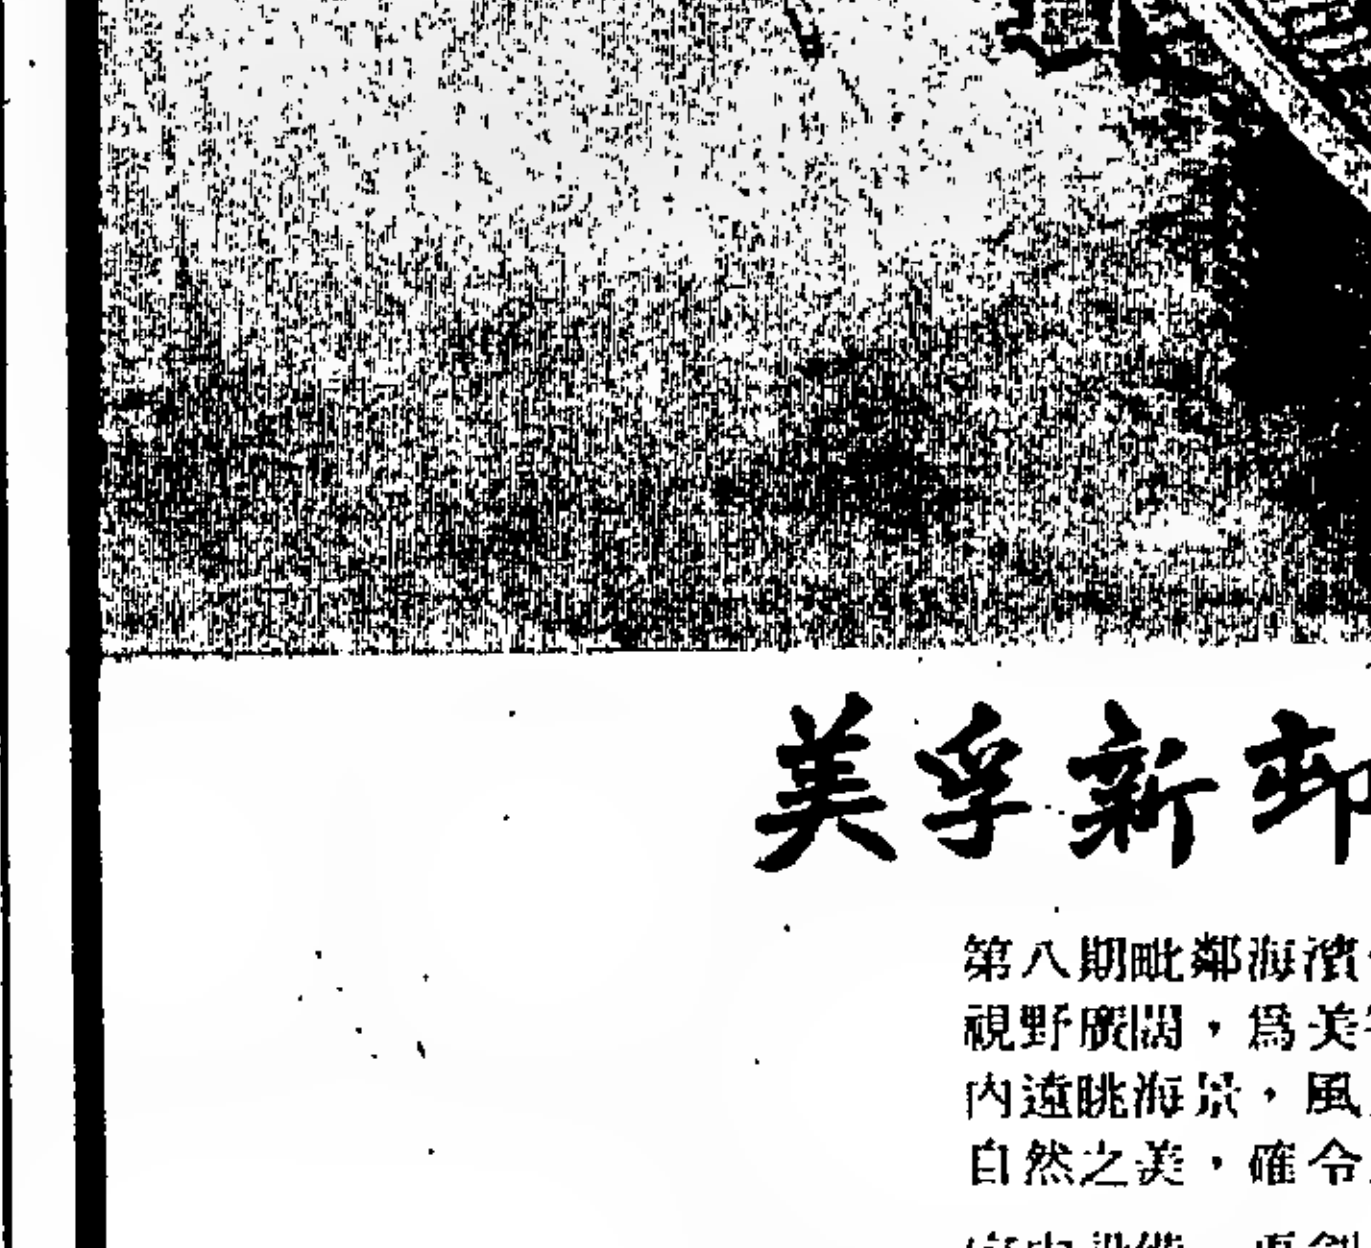 美孚新邨
第八期毗鄰海濱
視野廣闊，爲美
內遠眺海景，風
自然之美，確令